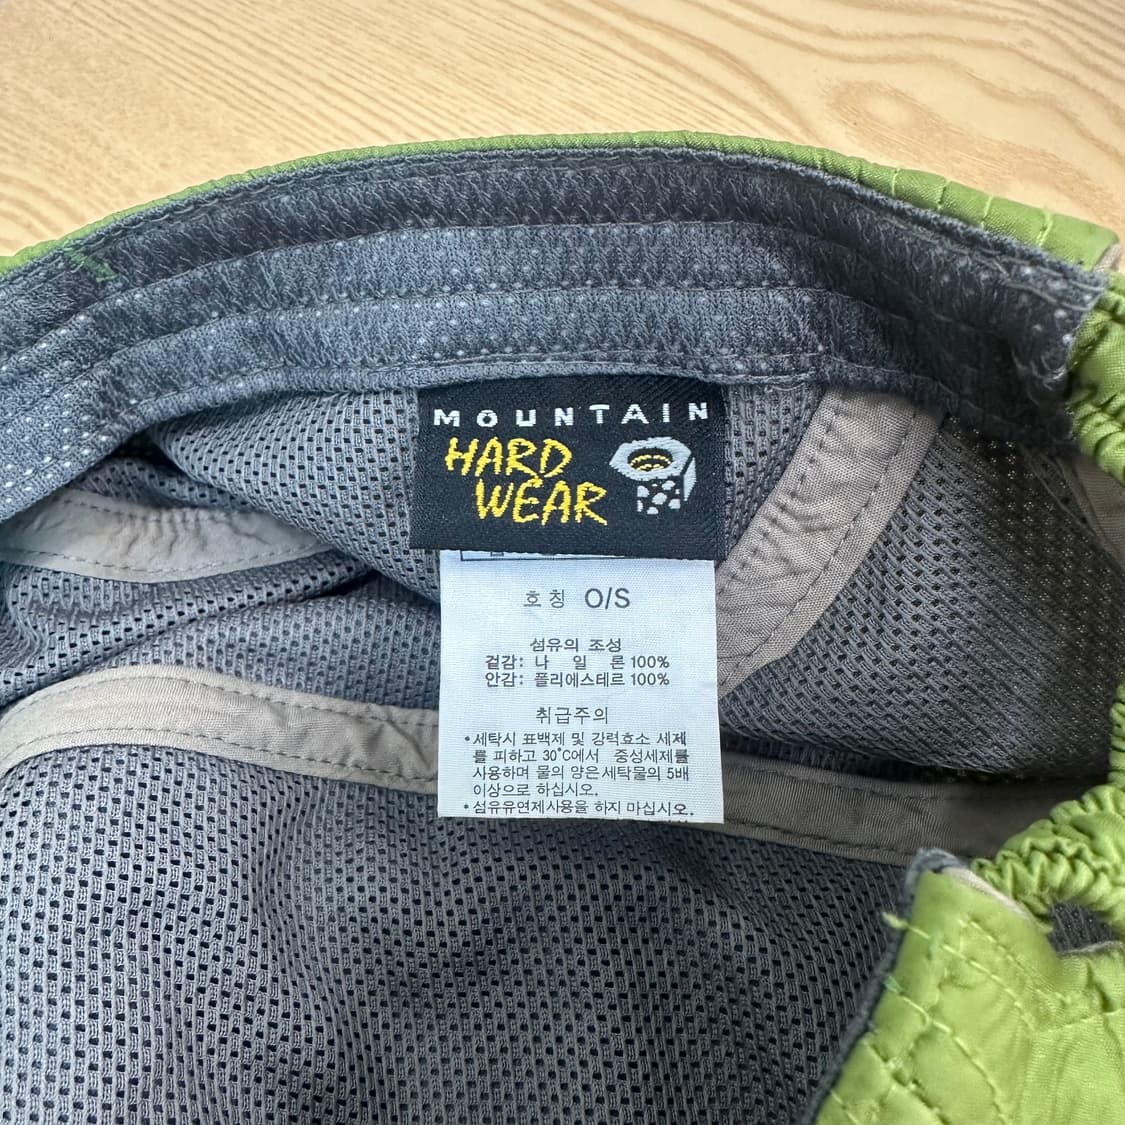 MOUNTAIN
HARD
WEAR
호칭 O/S
섬유의 조성
겉감: 나 일 론 100%
안감: 폴리에스테르 100%
취급주의
•세탁시 표백제 및 강력효소 세제
를 피하고 30°C에서 중성세제를
사용하며 물의 양은 세탁물의 5배
이상으로 하십시오.
•섬유유연제사용을 하지 마십시오.